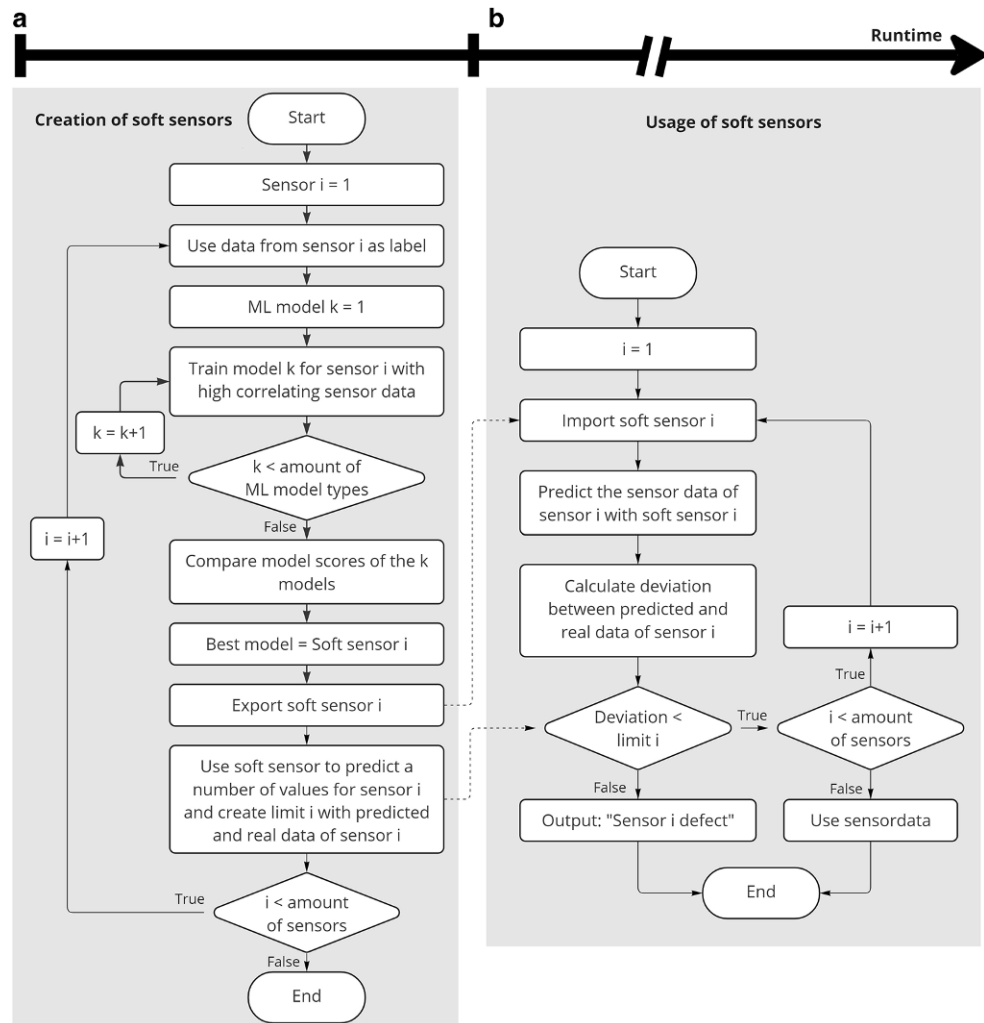 a
b
Runtime
Creation of soft sensors
Start
Sensor i = 1
Use data from sensor i as label
ML model k = 1
Train model k for sensor i with
high correlating sensor data
k = k+1
True
k < amount of
ML model types
False
i = i+1
Compare model scores of the k
models
Best model = Soft sensor i
Export soft sensor i
Use soft sensor to predict a
number of values for sensor i
and create limit i with predicted
and real data of sensor i
True
i < amount
of sensors
False
End
Usage of soft sensors
Start
i = 1
Import soft sensor i
Predict the sensor data of
sensor i with soft sensor i
Calculate deviation
between predicted and
real data of sensor i
i = i+1
True
Deviation <
limit i
True
i < amount
of sensors
False
False
Output: "Sensor i defect"
Use sensordata
End